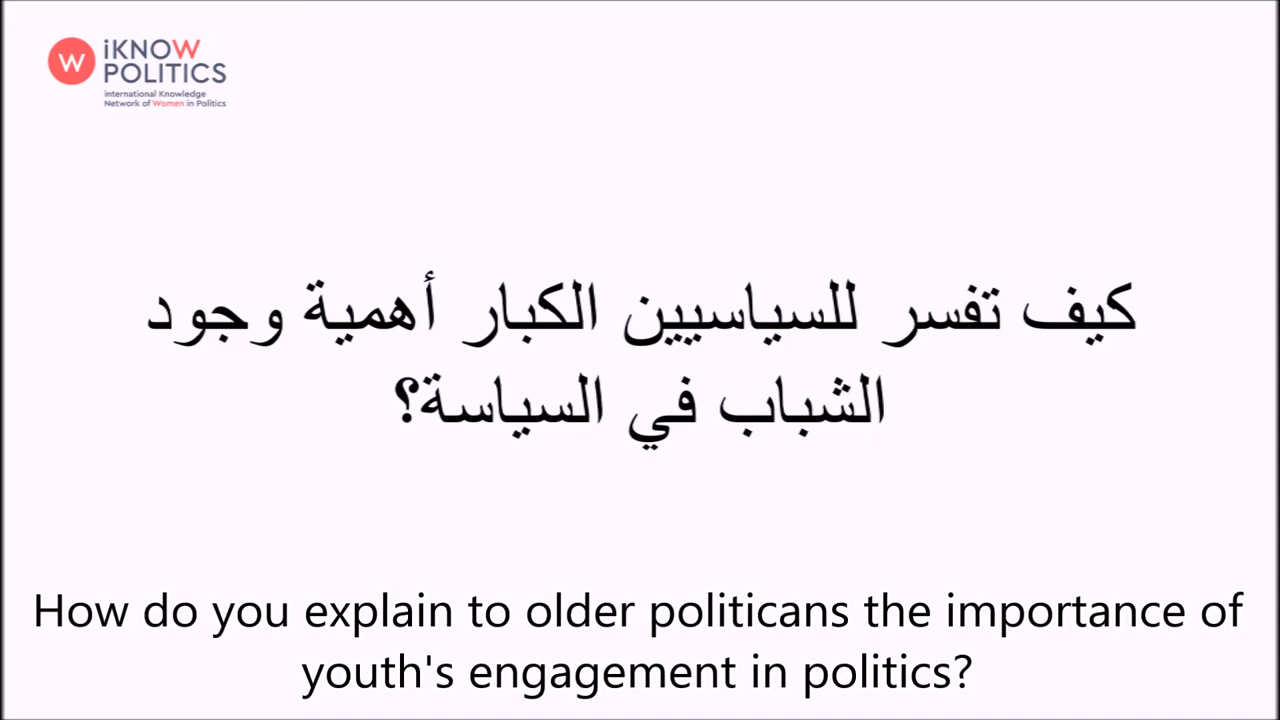 W
iKNOW
POLITICS
international Knowledge
Network of Women in Politics
كيف تفسر للسياسيين الكبار أهمية وجود
الشباب في السياسة؟
How do you explain to older politicans the importance of
youth's engagement in politics?